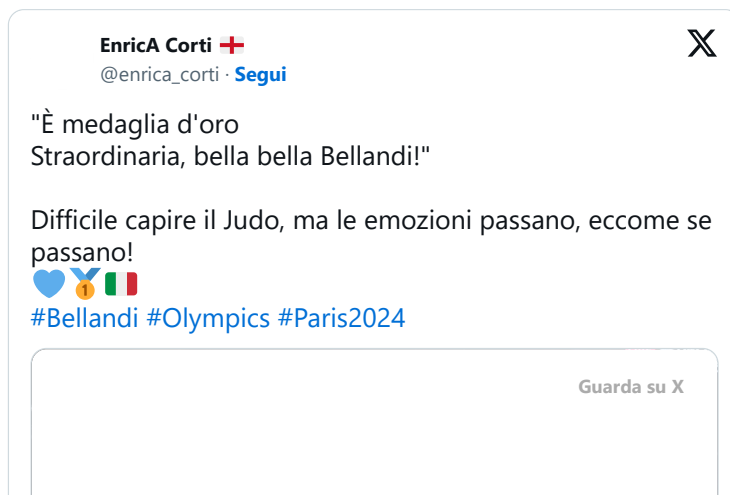 EnricA Corti 🏴󠁧󠁢󠁥󠁮󠁧󠁿
@enrica_corti · Segui
"È medaglia d'oro
Straordinaria, bella bella Bellandi!"
Difficile capire il Judo, ma le emozioni passano, eccome se
passano!
💙🥇🇮🇹
#Bellandi #Olympics #Paris2024
Guarda su X